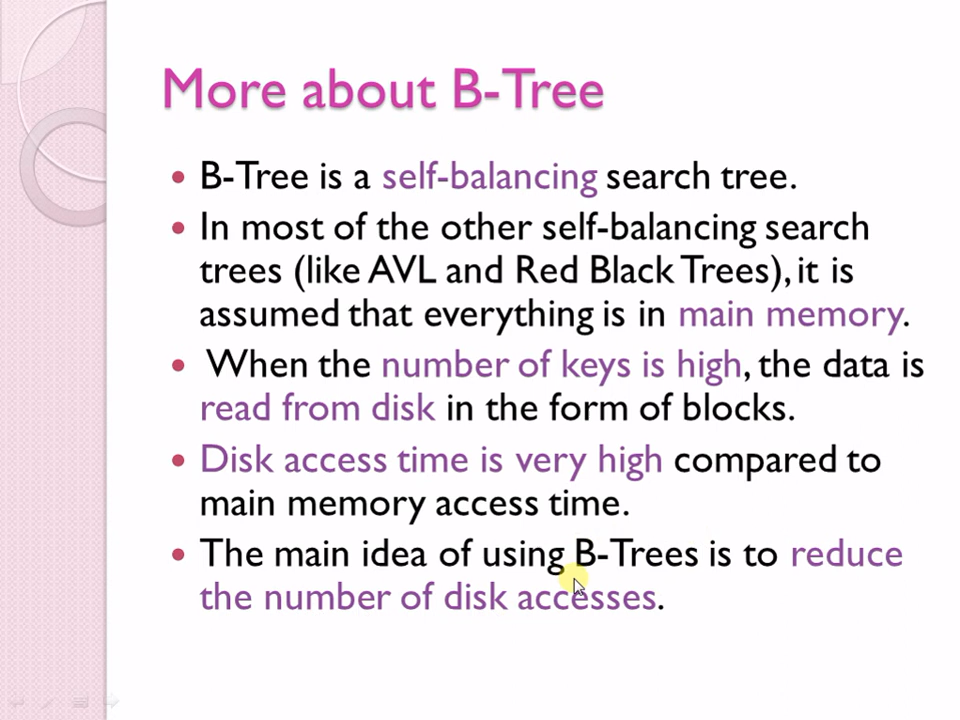 More about B-Tree
• B-Tree is a self-balancing search tree.
• In most of the other self-balancing search
trees (like AVL and Red Black Trees), it is
assumed that everything is in main memory.
• When the number of keys is high, the data is
read from disk in the form of blocks.
• Disk access time is very high compared to
main memory access time.
• The main idea of using B-Trees is to reduce
the number of disk accesses.